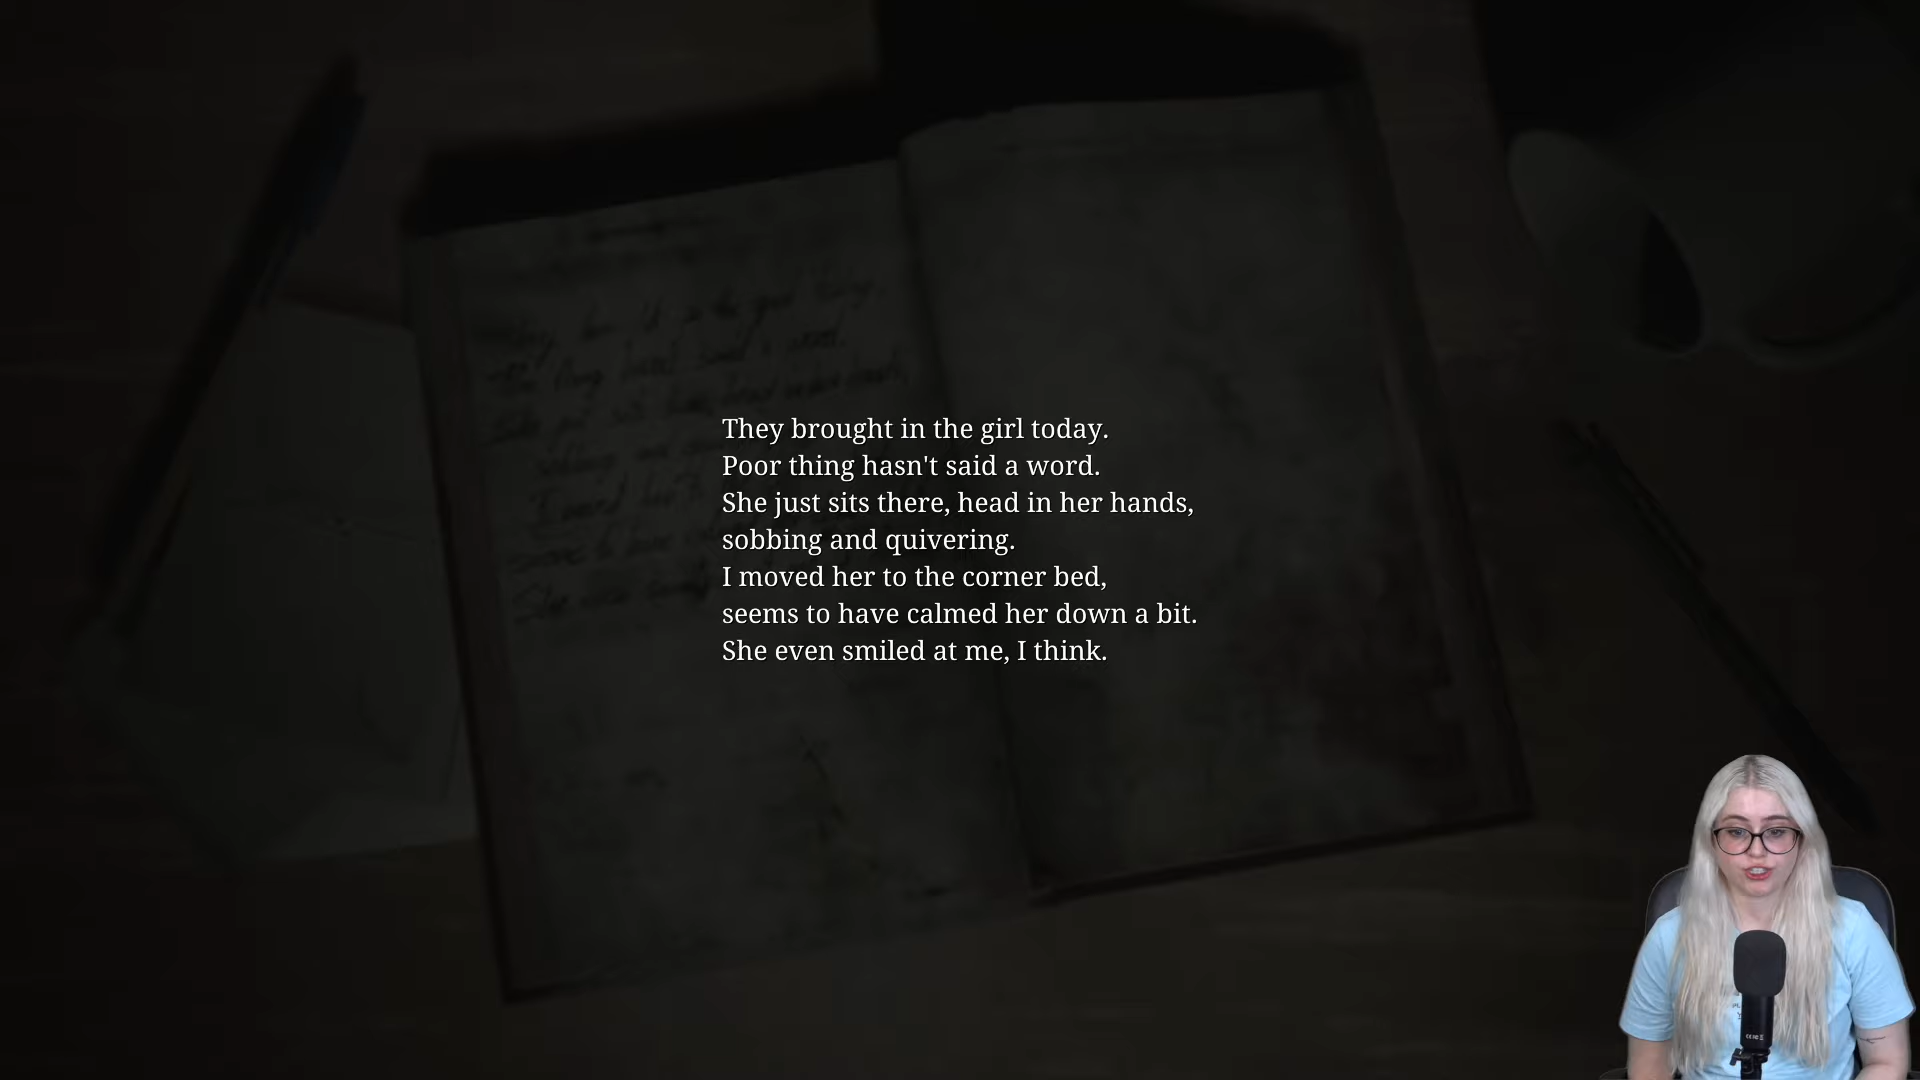 They brought in the girl today.
Poor thing hasn't said a word.
She just sits there, head in her hands,
sobbing and quivering.
I moved her to the corner bed,
seems to have calmed her down a bit.
She even smiled at me, I think.